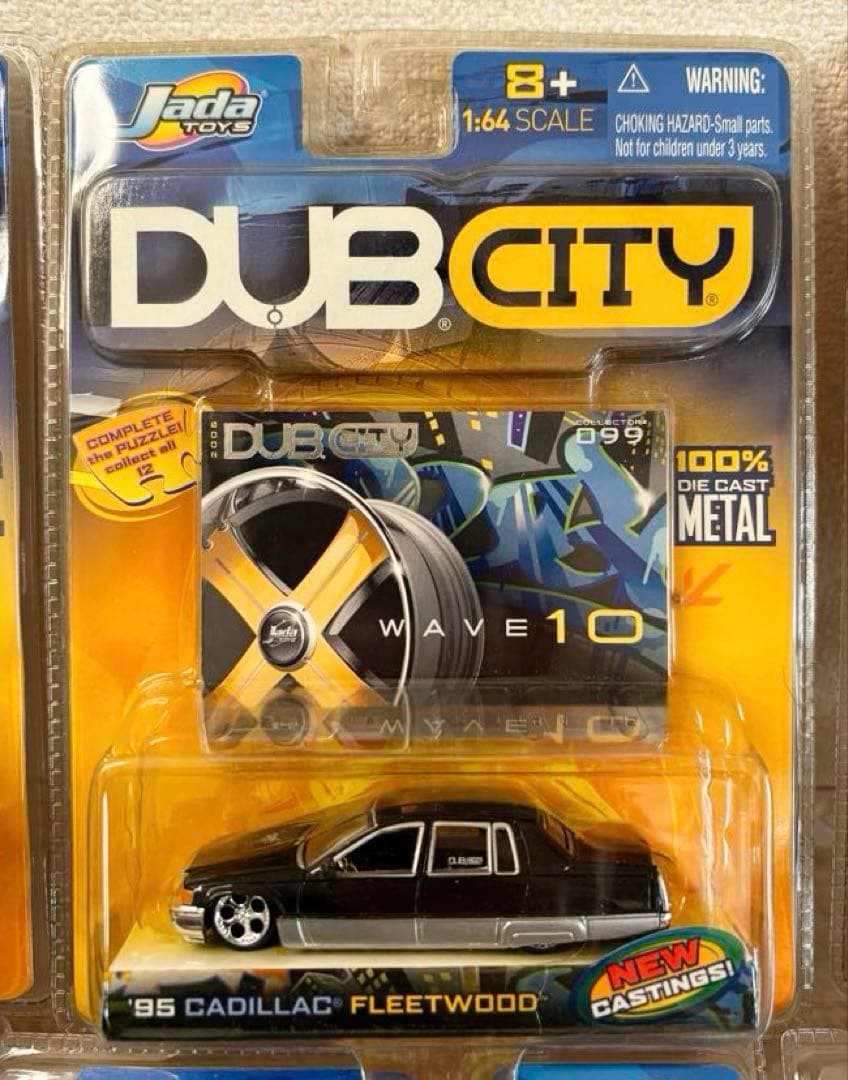 Jada
TOYS
8+
1:64 SCALE
WARNING:
CHOKING HAZARD-Small parts.
Not for children under 3 years.
DUB CITY
COMPLETE
the PUZZLE!
collect all
12
DUB CITY
COLLECTOR#
099
100%
DIE CAST
METAL
Jada
WAVE 10
'95 CADILLAC® FLEETWOOD™
NEW
CASTINGS!